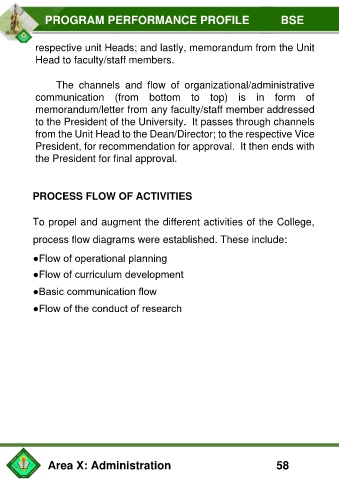 PROGRAM PERFORMANCE PROFILE BSE
respective unit Heads; and lastly, memorandum from the Unit
Head to faculty/staff members.
The channels and flow of organizational/administrative
communication (from bottom to top) is in form of
memorandum/letter from any faculty/staff member addressed
to the President of the University. It passes through channels
from the Unit Head to the Dean/Director; to the respective Vice
President, for recommendation for approval. It then ends with
the President for final approval.
PROCESS FLOW OF ACTIVITIES
To propel and augment the different activities of the College,
process flow diagrams were established. These include:
●Flow of operational planning
●Flow of curriculum development
●Basic communication flow
●Flow of the conduct of research
Area X: Administration 58